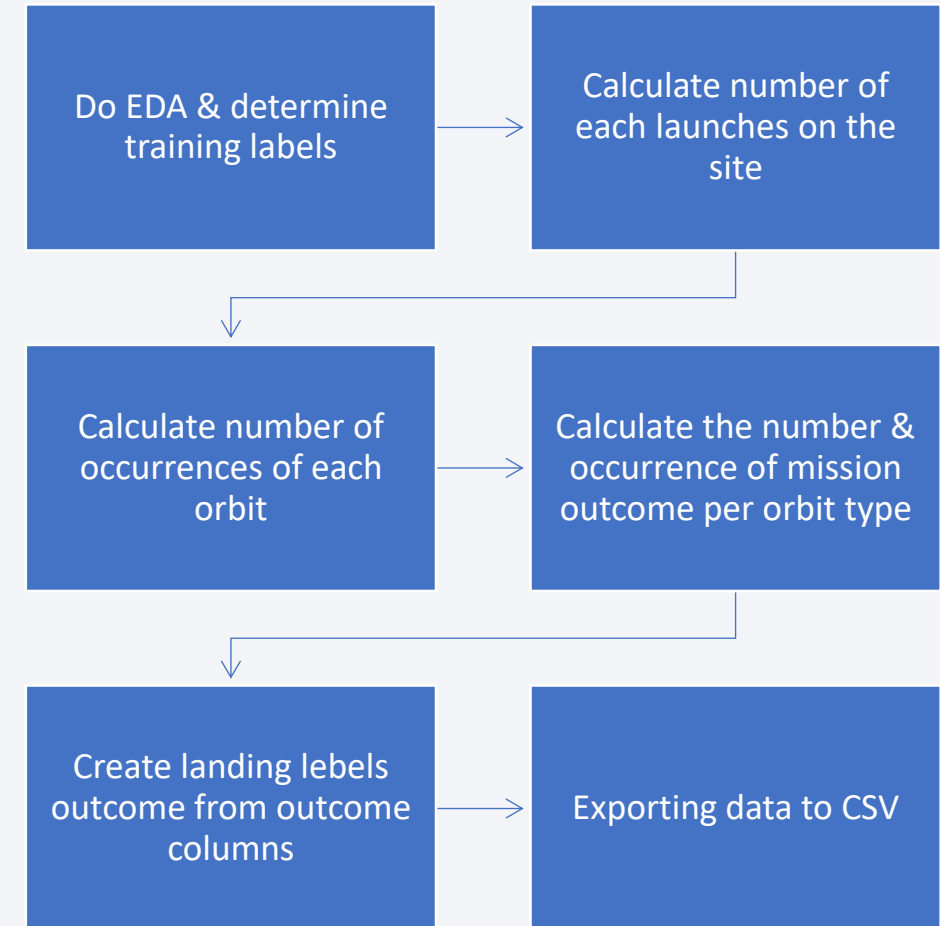 Do EDA & determine
training labels
Calculate number of
each launches on the
site
Calculate number of
occurrences of each
orbit
Calculate the number &
occurrence of mission
outcome per orbit type
Create landing lebels
outcome from outcome
columns
Exporting data to CSV